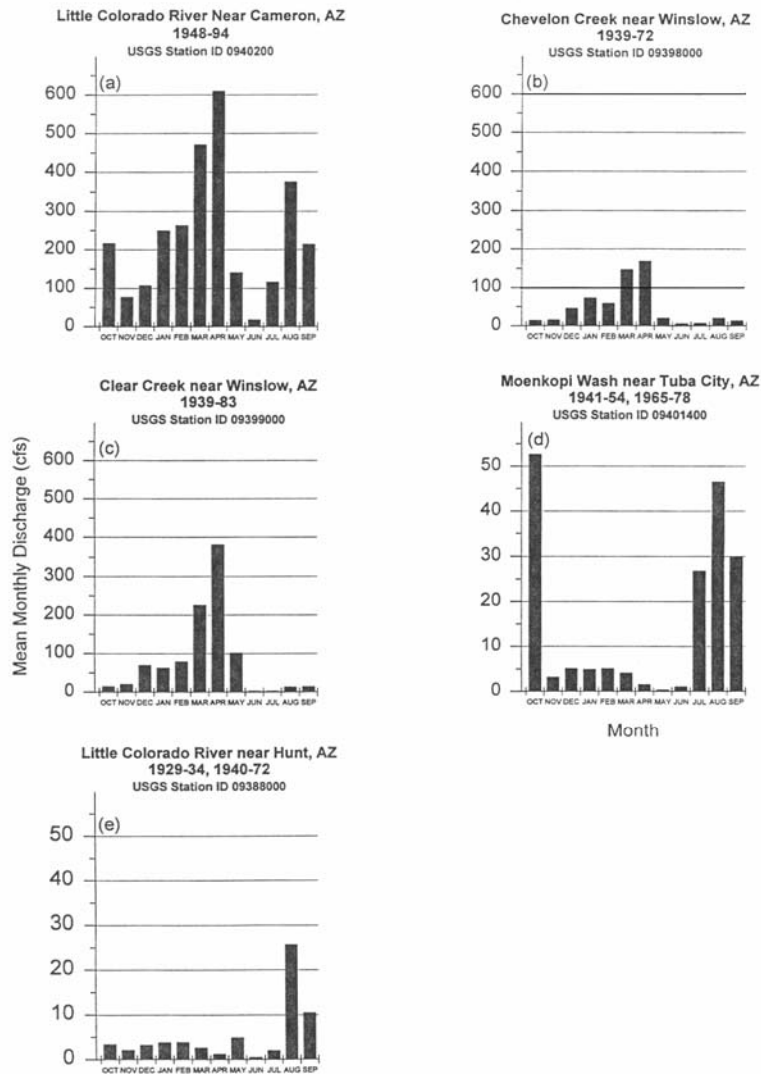 Little Colorado River Near Cameron, AZ
1948-94
USGS Station ID 0940200
(a)
600
500
400
300
200
100
0
OCT NOV DEC JAN FEB MAR APR MAY JUN JUL AUG SEP
Chevelon Creek near Winslow, AZ
1939-72
USGS Station ID 09398000
(b)
600
500
400
300
200
100
0
OCT NOV DEC JAN FEB MAR APR MAY JUN JUL AUG SEP
Clear Creek near Winslow, AZ
1939-83
USGS Station ID 09399000
(c)
600
500
400
300
200
100
0
OCT NOV DEC JAN FEB MAR APR MAY JUN JUL AUG SEP
Mean Monthly Discharge (cfs)
Moenkopi Wash near Tuba City, AZ
1941-54, 1965-78
USGS Station ID 09401400
(d)
50
40
30
20
10
0
OCT NOV DEC JAN FEB MAR APR MAY JUN JUL AUG SEP
Month
Little Colorado River near Hunt, AZ
1929-34, 1940-72
USGS Station ID 09388000
(e)
50
40
30
20
10
0
OCT NOV DEC JAN FEB MAR APR MAY JUN JUL AUG SEP